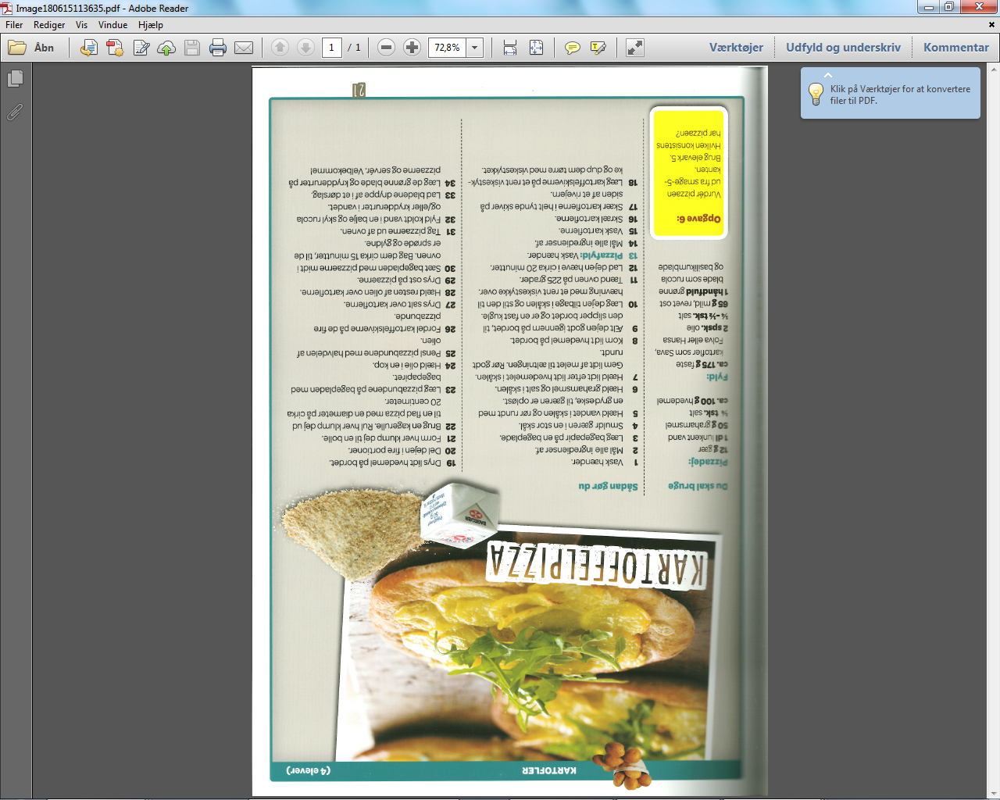 Image180615113635.pdf - Adobe Reader
Filer Rediger Vis Vindue Hjælp
Åbn
1 / 1
72,8%
Værktøjer
Udfyld og underskriv
Kommentar
Klik på Værktøjer for at konvertere
filer til PDF.
KARTOFLER
(4 elever)
KARTOFFELPIZZA
BAGEGÆR
50 g
Du skal bruge
Pizzadej:
12 g gær
1 dl lunkent vand
50 g grahamsmel
¼ tsk. salt
ca. 100 g hvedemel
Fyld:
ca. 175 g faste
kartofler som Sava,
Folva eller Hansa
2 spsk. olie
¼ -½ tsk. salt
65 g mild, revet ost
1 håndfuld grønne
blade som rucola
og basilikumblade
Opgave 6:
Vurdér pizzaen
ud fra smage-5-
kanten.
Brug elevark 5.
Hvilken konsistens
har pizzaen?
Sådan gør du
1 Vask hænder.
2 Mål alle ingredienser af.
3 Læg bagepapir på en bageplade.
4 Smuldr gæren i en stor skål.
5 Hæld vandet i skålen og rør rundt med
en grydeske, til gæren er opløst.
6 Hæld grahamsmel og salt i skålen.
7 Hæld lidt efter lidt hvedemelet i skålen.
Gem lidt af melet til æltningen. Rør godt
rundt.
8 Kom lidt hvedemel på bordet.
9 Ælt dejen godt igennem på bordet, til
den slipper bordet og er en fast kugle.
10 Læg dejen tilbage i skålen og stil den til
hævning med et rent viskestykke over.
11 Tænd ovnen på 225 grader.
12 Lad dejen hæve i cirka 20 minutter.
13 Pizzafyld: Vask hænder.
14 Mål alle ingredienser af.
15 Vask kartoflerne.
16 Skræl kartoflerne.
17 Skær kartoflerne i helt tynde skiver på
siden af et rivejern.
18 Læg kartoffelskiverne på et rent viskestyk-
ke og dup dem tørre med viskestykket.
19 Drys lidt hvedemel på bordet.
20 Del dejen i fire portioner.
21 Form hver klump dej til en bolle.
22 Brug en kagerulle. Rul hver klump dej ud
til en flad pizza med en diameter på cirka
20 centimeter.
23 Læg pizzabundene på bagepladen med
bagepapiret.
24 Hæld olie i en kop.
25 Pensl pizzabundene med halvdelen af
olien.
26 Fordel kartoffelskiverne på de fire
pizzabunde.
27 Drys salt over kartoflerne.
28 Hæld resten af olien over kartoflerne.
29 Drys ost på pizzaerne.
30 Sæt bagepladen med pizzaerne midt i
ovnen. Bag dem cirka 15 minutter, til de
er sprøde og gyldne.
31 Tag pizzaerne ud af ovnen.
32 Fyld koldt vand i en balje og skyl rucola
og/eller krydderurter i vandet.
33 Lad bladene dryppe af i et dørslag.
34 Læg de grønne blade og krydderurter på
pizzaerne og servér. Velbekomme!
21